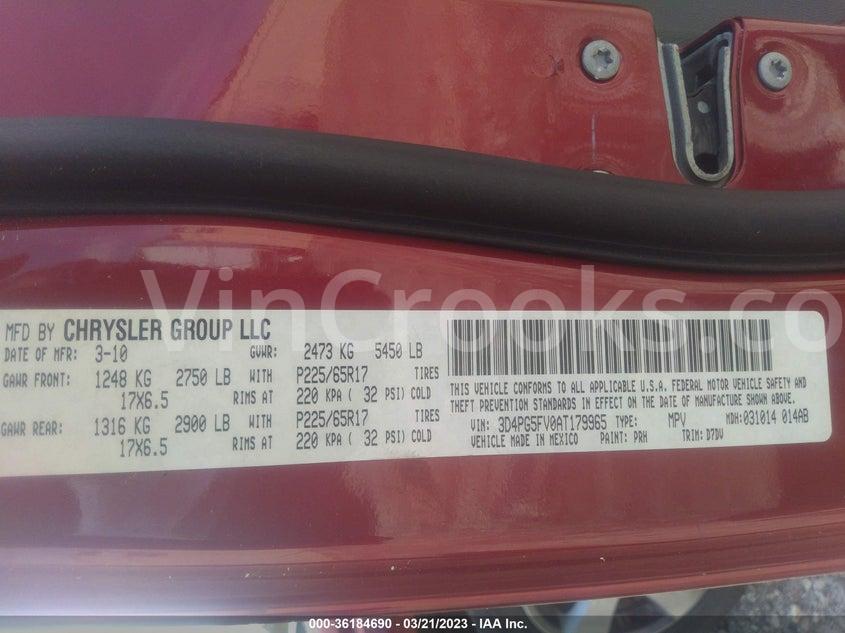 VinCrooks.co
MFD BY CHRYSLER GROUP LLC
DATE OF MFR: 3-10 GVWR: 2473 KG 5450 LB
GAWR FRONT: 1248 KG 2750 LB WITH P225/65R17 TIRES
17X6.5 RIMS AT 220 KPA ( 32 PSI) COLD
GAWR REAR: 1316 KG 2900 LB WITH P225/65R17 TIRES
17X6.5 RIMS AT 220 KPA ( 32 PSI) COLD
THIS VEHICLE CONFORMS TO ALL APPLICABLE U.S.A. FEDERAL MOTOR VEHICLE SAFETY AND
THEFT PREVENTION STANDARDS IN EFFECT ON THE DATE OF MANUFACTURE SHOWN ABOVE.
VIN: 3D4PG5FV0AT179965 TYPE: MPV MDH: 031014 014AB
VEHICLE MADE IN MEXICO PAINT: PRH TRIM: D7DV
000-36184690 - 03/21/2023 - IAA Inc.